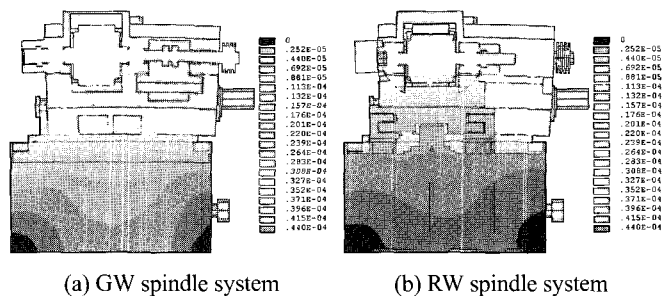 0
.252E-05
.440E-05
.692E-05
.881E-05
.113E-04
.132E-04
.157E-04
.176E-04
.201E-04
.220E-04
.239E-04
.264E-04
.283E-04
.308E-04
.327E-04
.352E-04
.371E-04
.396E-04
.415E-04
.440E-04
0
.252E-05
.440E-05
.692E-05
.881E-05
.113E-04
.132E-04
.157E-04
.176E-04
.201E-04
.220E-04
.239E-04
.264E-04
.283E-04
.308E-04
.327E-04
.352E-04
.371E-04
.396E-04
.415E-04
.440E-04
(a) GW spindle system
(b) RW spindle system